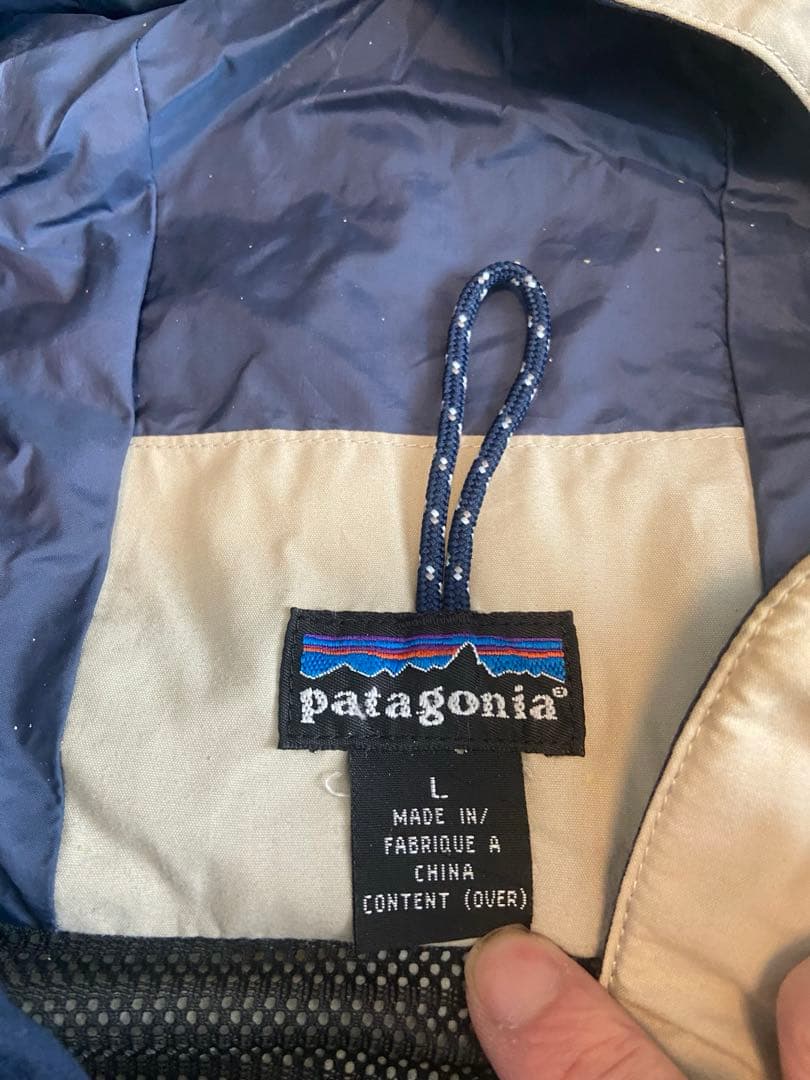 patagonia®
L
MADE IN/
FABRIQUE A
CHINA
CONTENT (OVER)